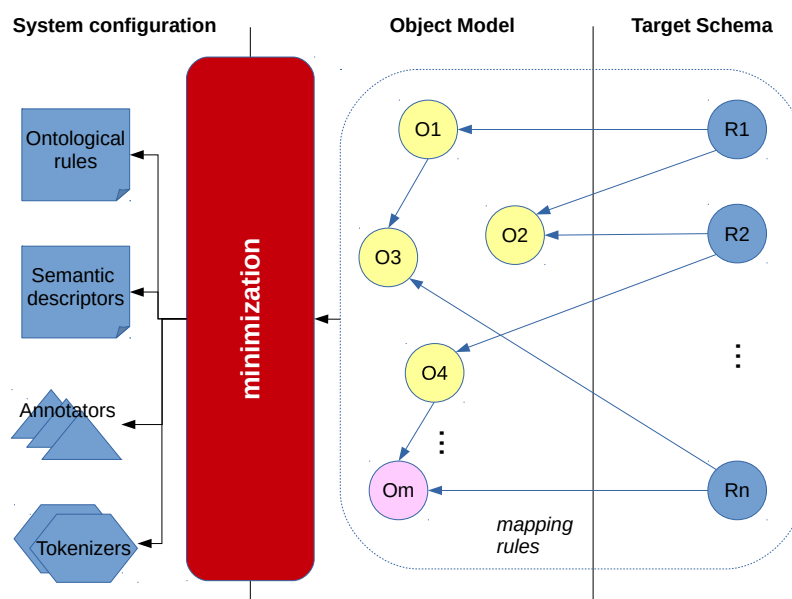 System configuration
Object Model
Target Schema
Ontological
rules
Semantic
descriptors
Annotators
Tokenizers
minimization
O1
O2
O3
O4
...
Om
R1
R2
...
Rn
mapping
rules